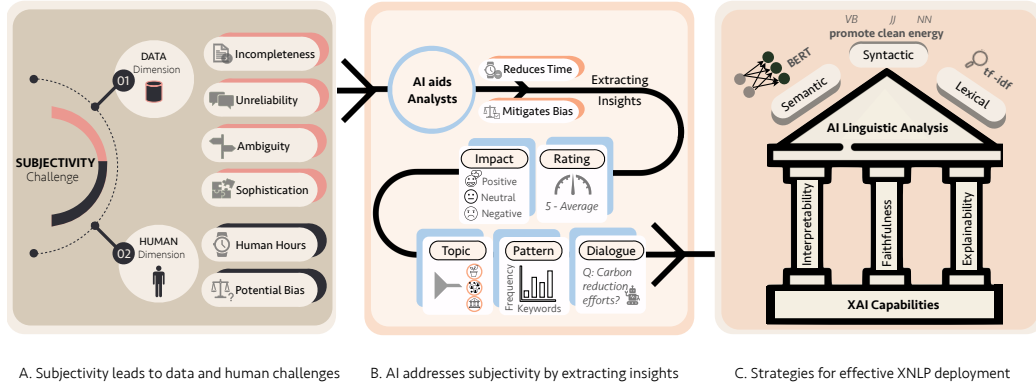 01
DATA
Dimension
SUBJECTIVITY
Challenge
02
HUMAN
Dimension
Incompleteness
Unreliability
Ambiguity
Sophistication
Human Hours
Potential Bias
AI aids
Analysts
Reduces Time
Mitigates Bias
Extracting
Insights
Impact
Positive
Neutral
Negative
Rating
5 - Average
Topic
Pattern
Frequency
Keywords
Dialogue
Q: Carbon
reduction
efforts?
VB JJ NN
promote clean energy
Syntactic
BERT
Semantic
tf-idf
Lexical
AI Linguistic Analysis
Interpretability
Faithfulness
Explainability
XAI Capabilities
A. Subjectivity leads to data and human challenges
B. AI addresses subjectivity by extracting insights
C. Strategies for effective XNLP deployment